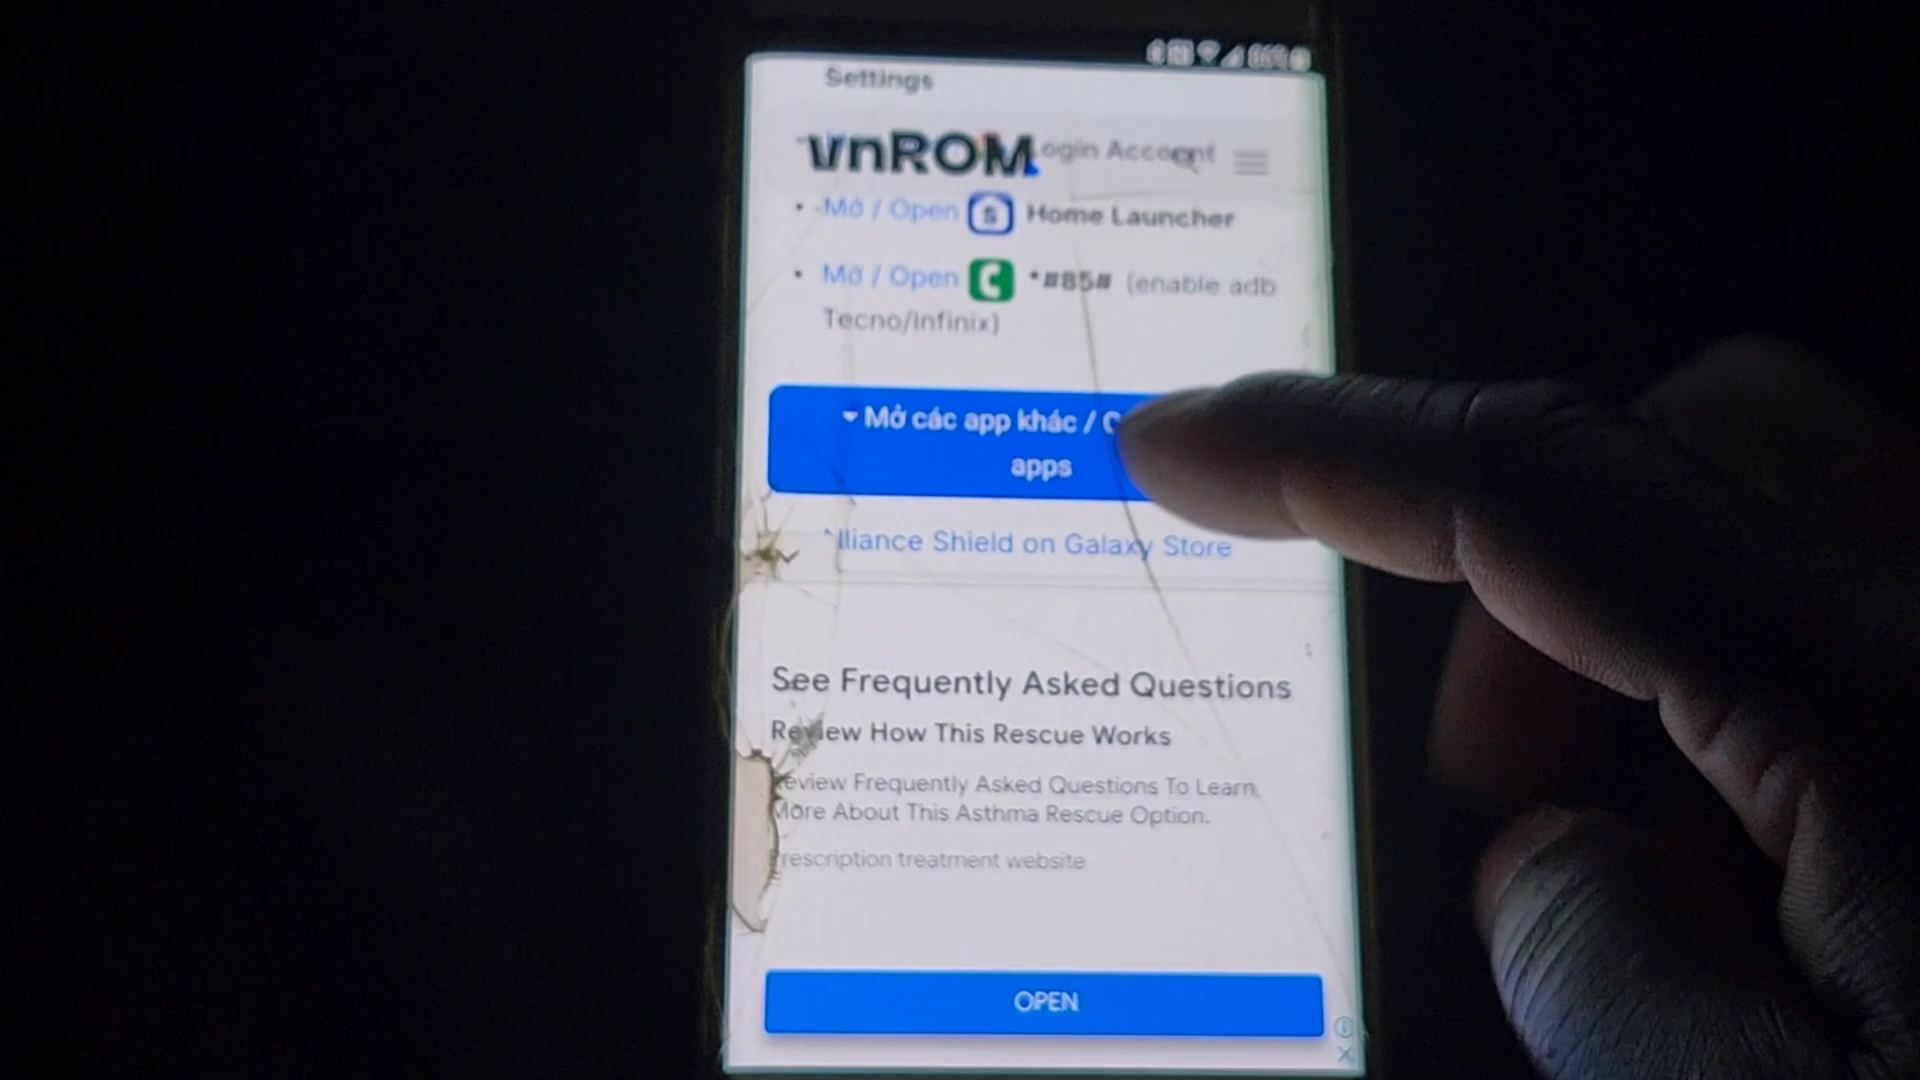 Settings
vnROM
Login Account
Mở / Open Home Launcher
Mở / Open *#85# (enable adb
Tecno/Infinix)
Mở các app khác /
apps
lliance Shield on Galaxy Store
See Frequently Asked Questions
Review How This Rescue Works
eview Frequently Asked Questions To Learn
More About This Asthma Rescue Option.
rescription treatment website
OPEN